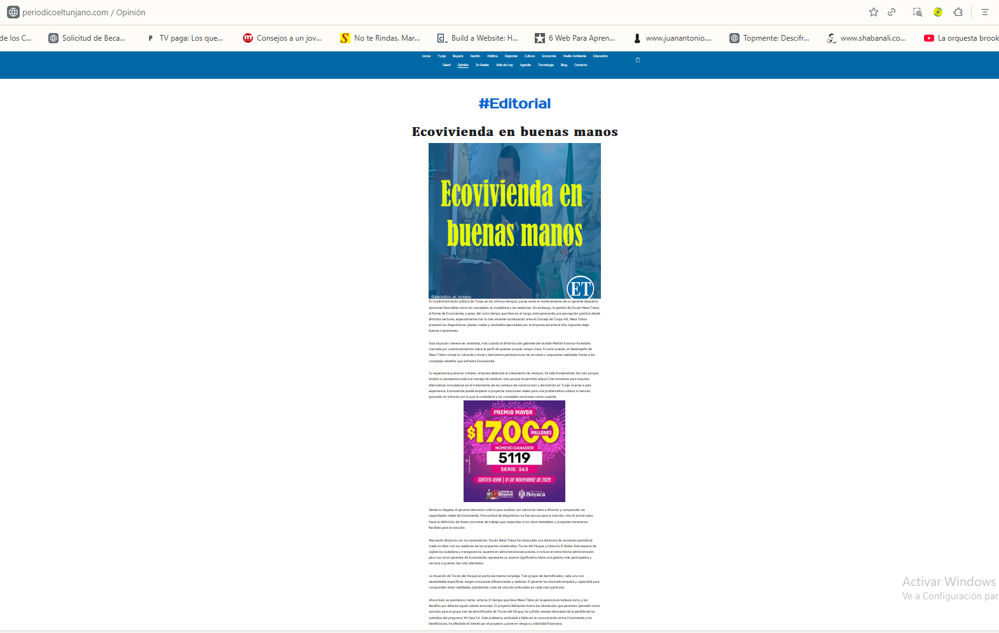 periodicoeltunjano.com / Opinión
de los C...
Solicitud de Beca...
TV paga: Los que...
Consejos a un jov...
No te Rindas. Mar...
Build a Website: H...
6 Web Para Apren...
www.juanantonio....
Topmente: Descifr...
www.shabanali.co...
La orquesta brook
Home Tunja Boyacá Nación Política Deportes Cultura Economía Medio Ambiente Educación
Salud Opinión En Redes Vida de Hoy Agenda Tecnología Blog Contacto
#Editorial
Ecovivienda en buenas manos
Ecovivienda en
buenas manos
ET
@periodico_el_tunjano
En la administración pública de Tunja, en los últimos tiempos, pocas veces el nombramiento de un gerente despierta
opiniones favorables entre los concejales, la ciudadanía y las veedurías. Sin embargo, la gestión de Duván Mesa Tobos
al frente de Ecovivienda, a pesar del corto tiempo que lleva en el cargo, está generando una percepción positiva desde
distintos sectores, especialmente tras la más reciente socialización ante el Concejo de Tunja. Allí, Mesa Tobos
presentó los diagnósticos, planes, metas y resultados ejecutados por la empresa durante el año, logrando dejar
buenas impresiones.
Esta situación merece ser resaltada, más cuando la dinámica del gabinete del alcalde Mikhail Krasnov ha estado
marcada por cuestionamientos sobre el perfil de quienes ocupan cargos clave. En esta ocasión, el desempeño de
Mesa Tobos rompe la rutina de críticas y demuestra pertinencia en las acciones y respuestas realizadas frente a los
complejos desafíos que enfrenta Ecovivienda.
Su experiencia previa en Urbaser, empresa dedicada al tratamiento de residuos, ha sido fundamental. No solo porque
amplió su perspectiva sobre el manejo de residuos, sino porque le permitió adquirir herramientas para impulsar
alternativas innovadoras en el tratamiento de los residuos de construcción y demolición en Tunja. Gracias a esta
experiencia, Ecovivienda puede empezar a proyectar soluciones reales para una problemática urbana a menudo
ignorada, en sintonía con lo que la ciudadanía y los concejales reconocen como urgente.
PREMIO MAYOR
$17.000
MILLONES
NÚMERO GANADOR
5119
SERIE: 363
SORTEO 4596 | 01 DE NOVIEMBRE DE 2025
Lotería de
Boyacá
Boyacá
Desde su llegada, el gerente demostró criterio para analizar con calma los retos a afrontar y comprender las
capacidades reales de Ecovivienda. Esta actitud de diagnóstico no fue excusa para la inacción, sino el primer paso
hacia la definición de líneas concretas de trabajo que respondan a los retos heredados y proyecten escenarios
factibles para la solución.
Marcando distancia con sus antecesores, Duván Mesa Tobos ha instaurado una dinámica de reuniones periódicas
(cada 20 días) con los veedores de los proyectos siniestrados, Torres del Parque y Estancia El Roble. Este espacio de
vigilancia ciudadana y transparencia, ausente en administraciones previas, e incluso en esta misma administración
pero con otros gerentes de Ecovivienda, representa un avance significativo hacia una gestión más participativa y
cercana a quienes han sido afectados.
La situación de Torres del Parque es particularmente compleja. Tres grupos de damnificados, cada uno con
necesidades específicas, exigen soluciones diferenciadas y realistas. El gerente ha mostrado empatía y capacidad para
comprender estas realidades, planteando rutas de solución enfocadas en cada caso particular.
Ahora bien, es prematuro cantar victoria. El tiempo que lleva Mesa Tobos en la gerencia es todavía corto, y los
desafíos por delante siguen siendo enormes. El proyecto Bellavista ilustra los obstáculos que persisten; pensado como
solución para el grupo tres de damnificados de Torres del Parque, ha sufrido reveses derivados de la pérdida de los
subsidios del programa 'Mi Casa Ya'. Este problema, atribuible a fallas en la comunicación entre Ecovivienda y los
beneficiarios, ha afectado el interés por el proyecto y pone en riesgo su viabilidad financiera.
Activar Windows
Ve a Configuración par